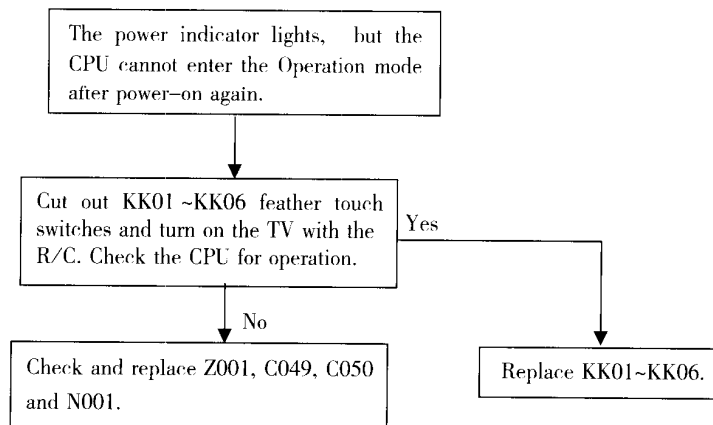 The power indicator lights, but the
CPU cannot enter the Operation mode
after power-on again.
Cut out KK01~KK06 feather touch
switches and turn on the TV with the
R/C. Check the CPU for operation.
Yes
No
Check and replace Z001, C049, C050
and N001.
Replace KK01~KK06.